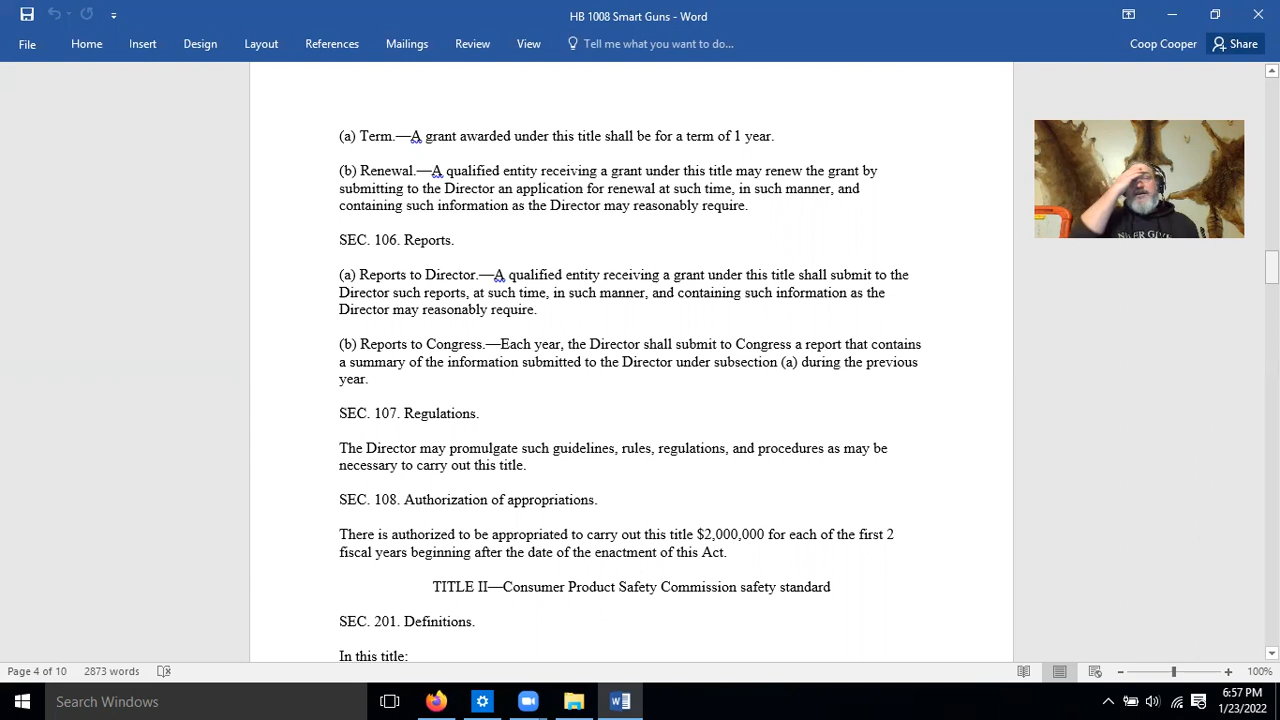 HB 1008 Smart Guns - Word
File Home Insert Design Layout References Mailings Review View Tell me what you want to do... Coop Cooper Share
(a) Term.—A grant awarded under this title shall be for a term of 1 year.
(b) Renewal.—A qualified entity receiving a grant under this title may renew the grant by
submitting to the Director an application for renewal at such time, in such manner, and
containing such information as the Director may reasonably require.
SEC. 106. Reports.
(a) Reports to Director.—A qualified entity receiving a grant under this title shall submit to the
Director such reports, at such time, in such manner, and containing such information as the
Director may reasonably require.
(b) Reports to Congress.—Each year, the Director shall submit to Congress a report that contains
a summary of the information submitted to the Director under subsection (a) during the previous
year.
SEC. 107. Regulations.
The Director may promulgate such guidelines, rules, regulations, and procedures as may be
necessary to carry out this title.
SEC. 108. Authorization of appropriations.
There is authorized to be appropriated to carry out this title $2,000,000 for each of the first 2
fiscal years beginning after the date of the enactment of this Act.
TITLE II—Consumer Product Safety Commission safety standard
SEC. 201. Definitions.
In this title:
Page 4 of 10 2873 words 100%
Search Windows
6:57 PM
1/23/2022